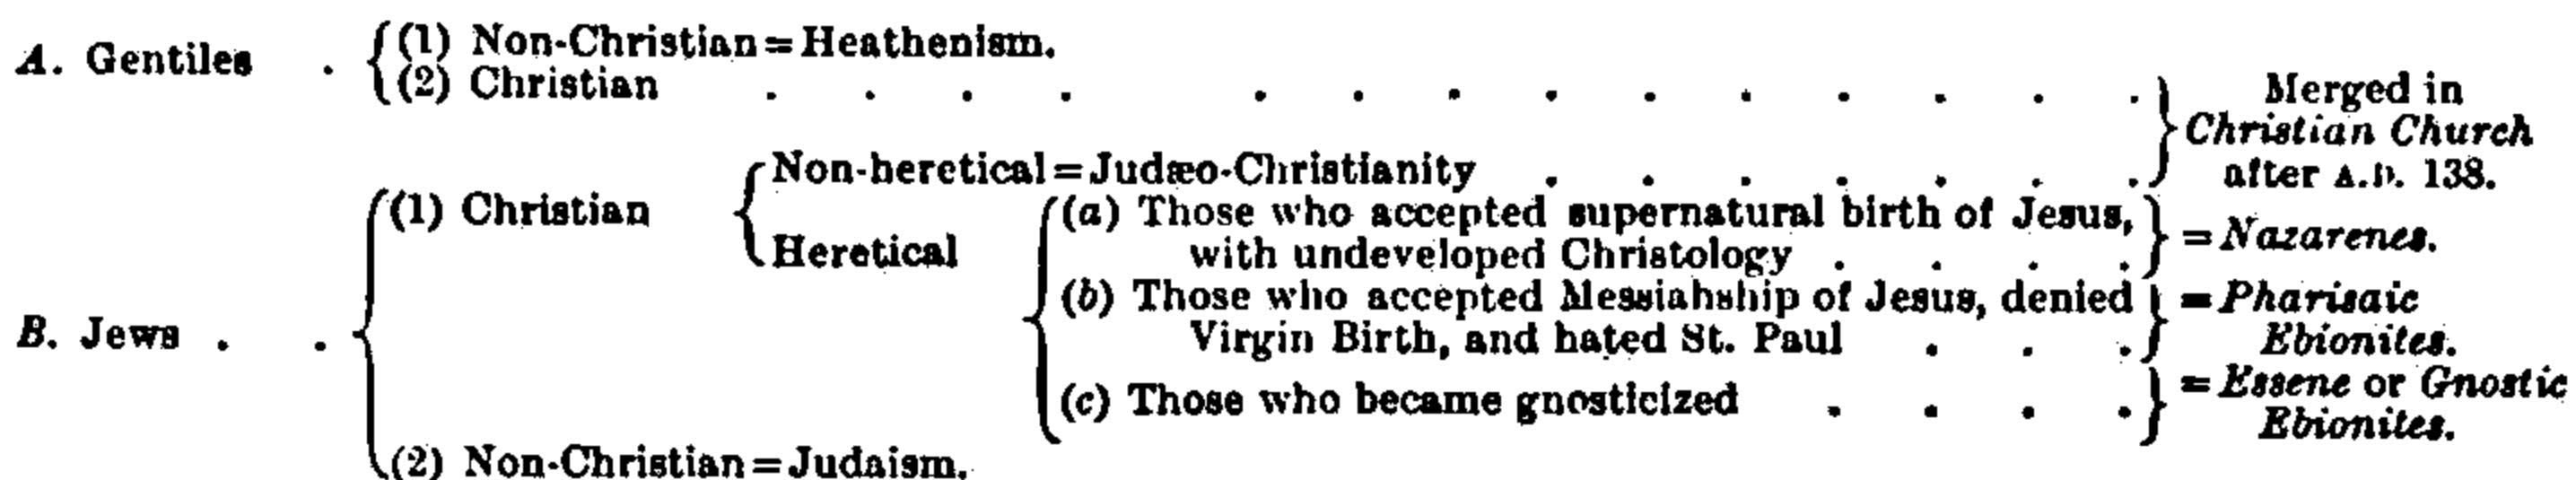 A. Gentiles . (1) Non-Christian = Heathenism.
(2) Christian . . . . . . . . . . . . . . Merged in
Christian Church
after A.D. 138.
B. Jews . . (1) Christian
Non-heretical = Judæo-Christianity . . . . . . .
Heretical
(a) Those who accepted supernatural birth of Jesus,
with undeveloped Christology . . . . = Nazarenes.
(b) Those who accepted Messiahship of Jesus, denied
Virgin Birth, and hated St. Paul . . . = Pharisaic
Ebionites.
(c) Those who became gnosticized . . . . = Essene or Gnostic
Ebionites.
(2) Non-Christian = Judaism.